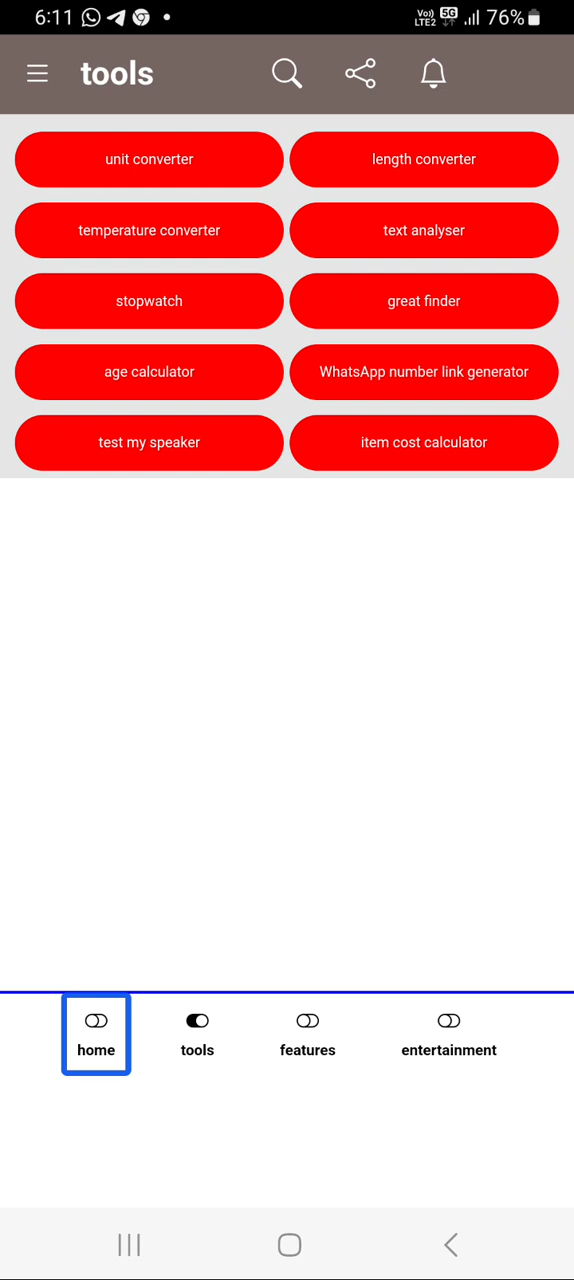 6:11 Vo)) LTE2 5G 76%
tools
unit converter length converter
temperature converter text analyser
stopwatch great finder
age calculator WhatsApp number link generator
test my speaker item cost calculator
home tools features entertainment